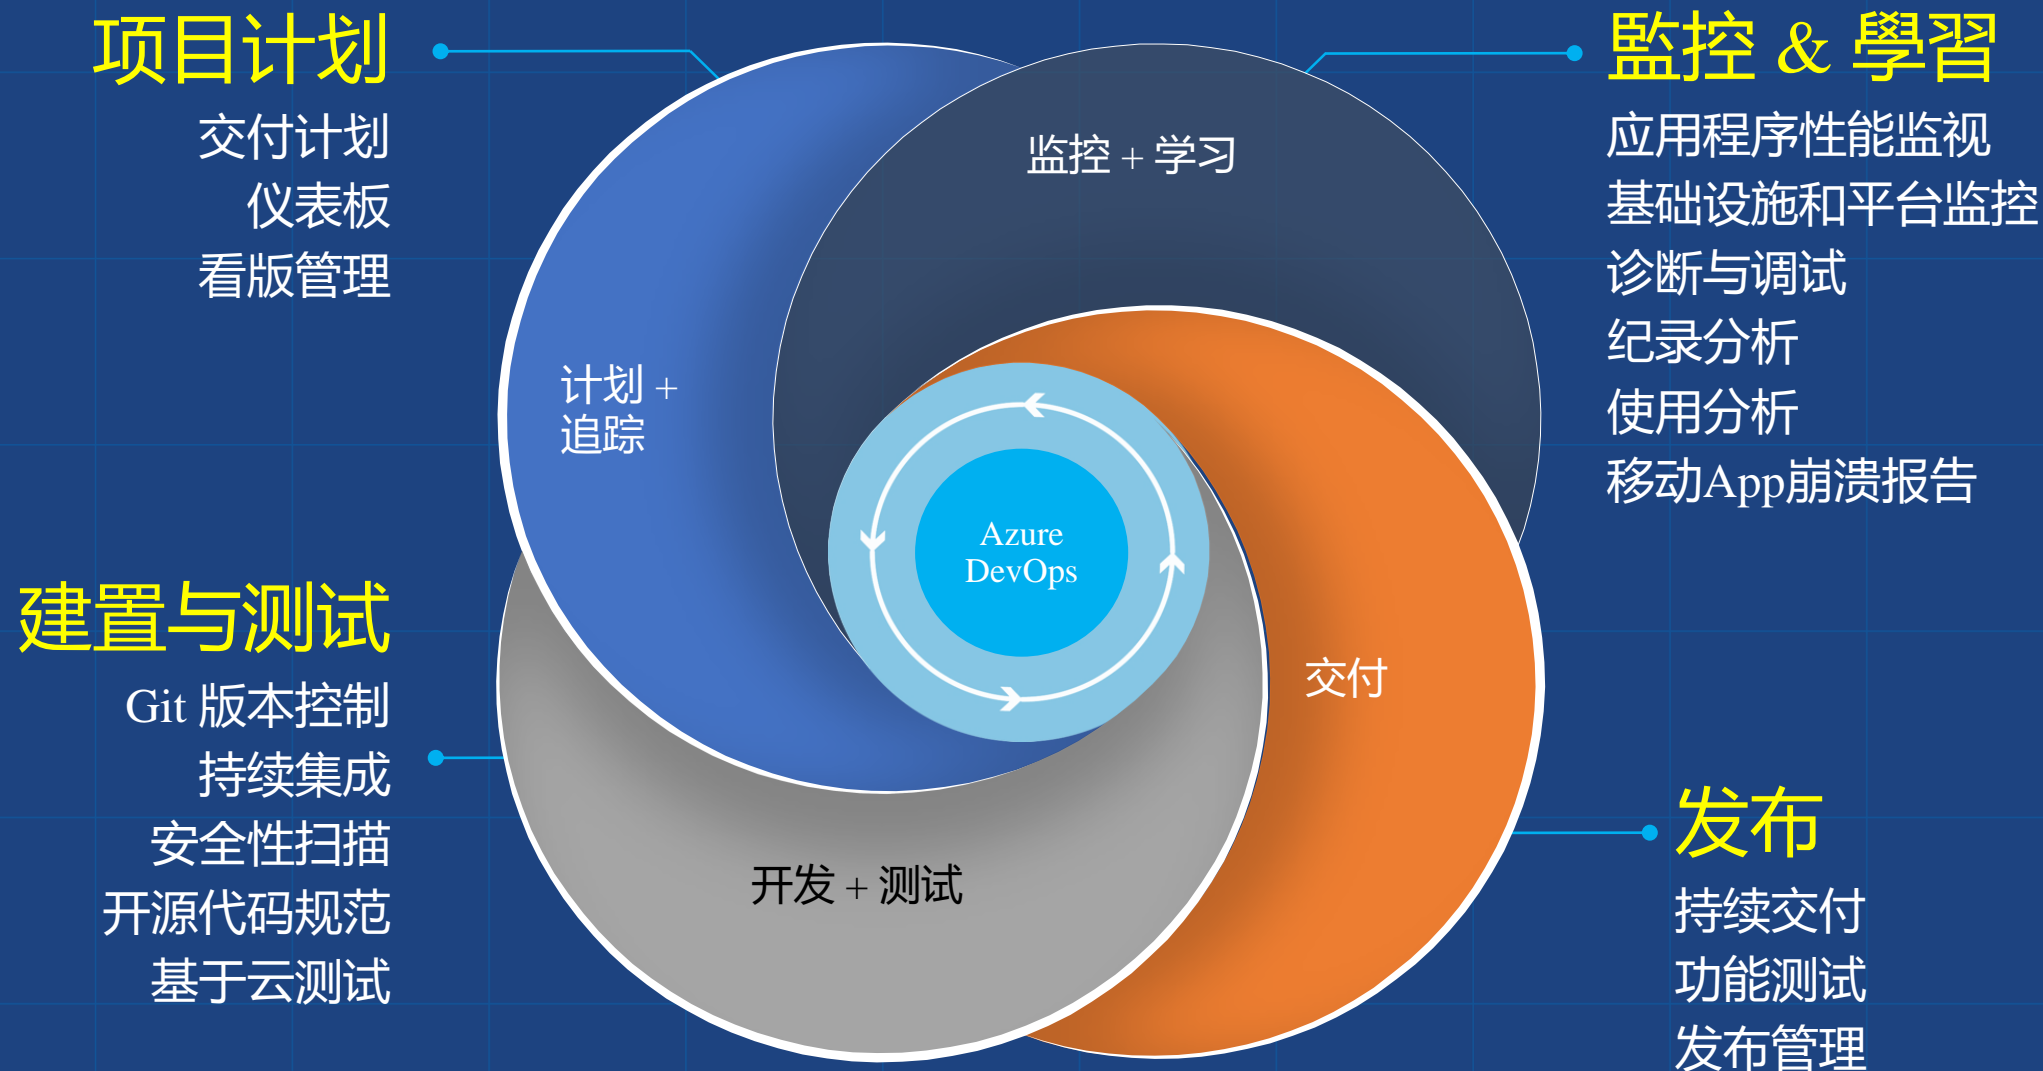 项目计划
交付计划
仪表板
看版管理
監控 & 學習
应用程序性能监视
基础设施和平台监控
诊断与调试
纪录分析
使用分析
移动App崩溃报告
监控 + 学习
计划 +
追踪
Azure
DevOps
交付
开发 + 测试
建置与测试
Git 版本控制
持续集成
安全性扫描
开源代码规范
基于云测试
发布
持续交付
功能测试
发布管理